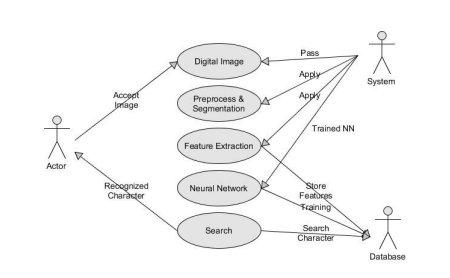 Digital Image
Pass
System
Apply
Preprocess &
Segmentation
Apply
Accept
Image
Trained NN
Feature Extraction
Actor
Recognized
Character
Neural Network
Store
Features
Training
Search
Search
Character
Database